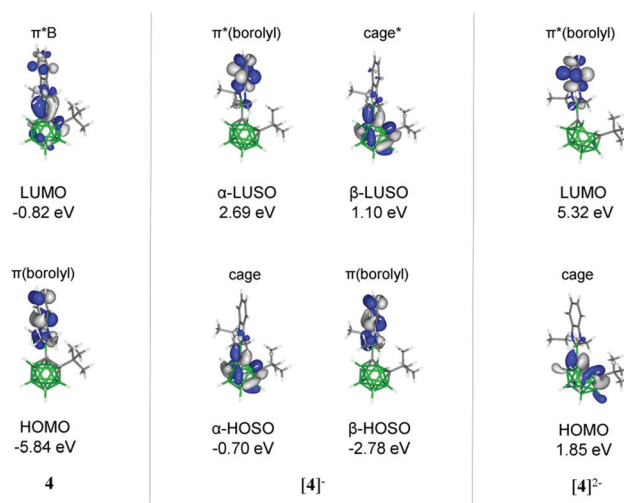 π*B
LUMO
-0.82 eV
π(borolyl)
HOMO
-5.84 eV
4
π*(borolyl)
cage*
α-LUSO
β-LUSO
2.69 eV
1.10 eV
cage
π(borolyl)
α-HOSO
β-HOSO
-0.70 eV
-2.78 eV
[4]-
π*(borolyl)
LUMO
5.32 eV
cage
HOMO
1.85 eV
[4]2-